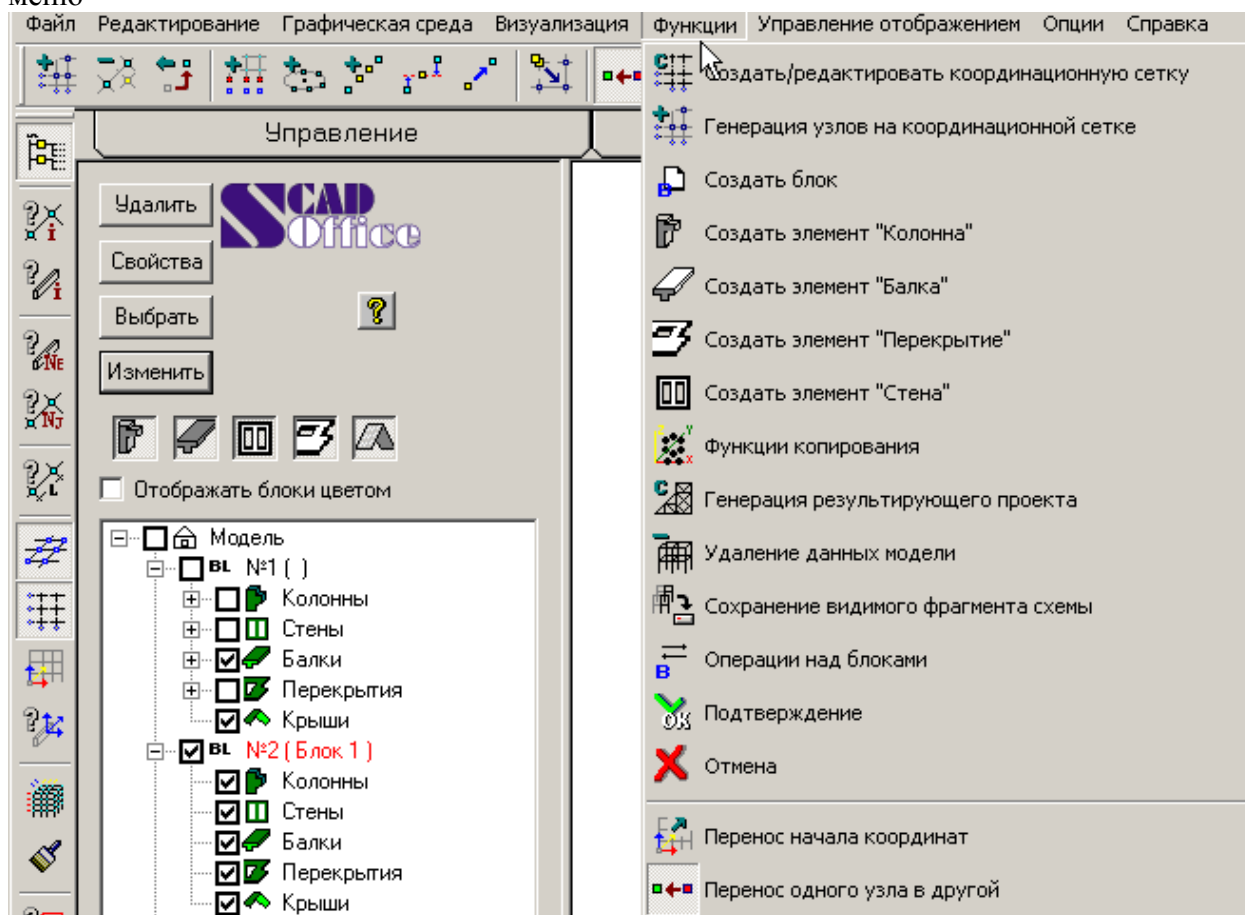 меню
Файл Редактирование Графическая среда Визуализация Функции Управление отображением Опции Справка
Управление
Удалить
SCAD Office
Свойства
Выбрать
Изменить
Отображать блоки цветом
Модель
BL №1 ( )
Колонны
Стены
Балки
Перекрытия
Крыши
BL №2 ( Блок 1 )
Колонны
Стены
Балки
Перекрытия
Крыши
Создать/редактировать координационную сетку
Генерация узлов на координационной сетке
Создать блок
Создать элемент "Колонна"
Создать элемент "Балка"
Создать элемент "Перекрытие"
Создать элемент "Стена"
Функции копирования
Генерация результирующего проекта
Удаление данных модели
Сохранение видимого фрагмента схемы
Операции над блоками
Подтверждение
Отмена
Перенос начала координат
Перенос одного узла в другой